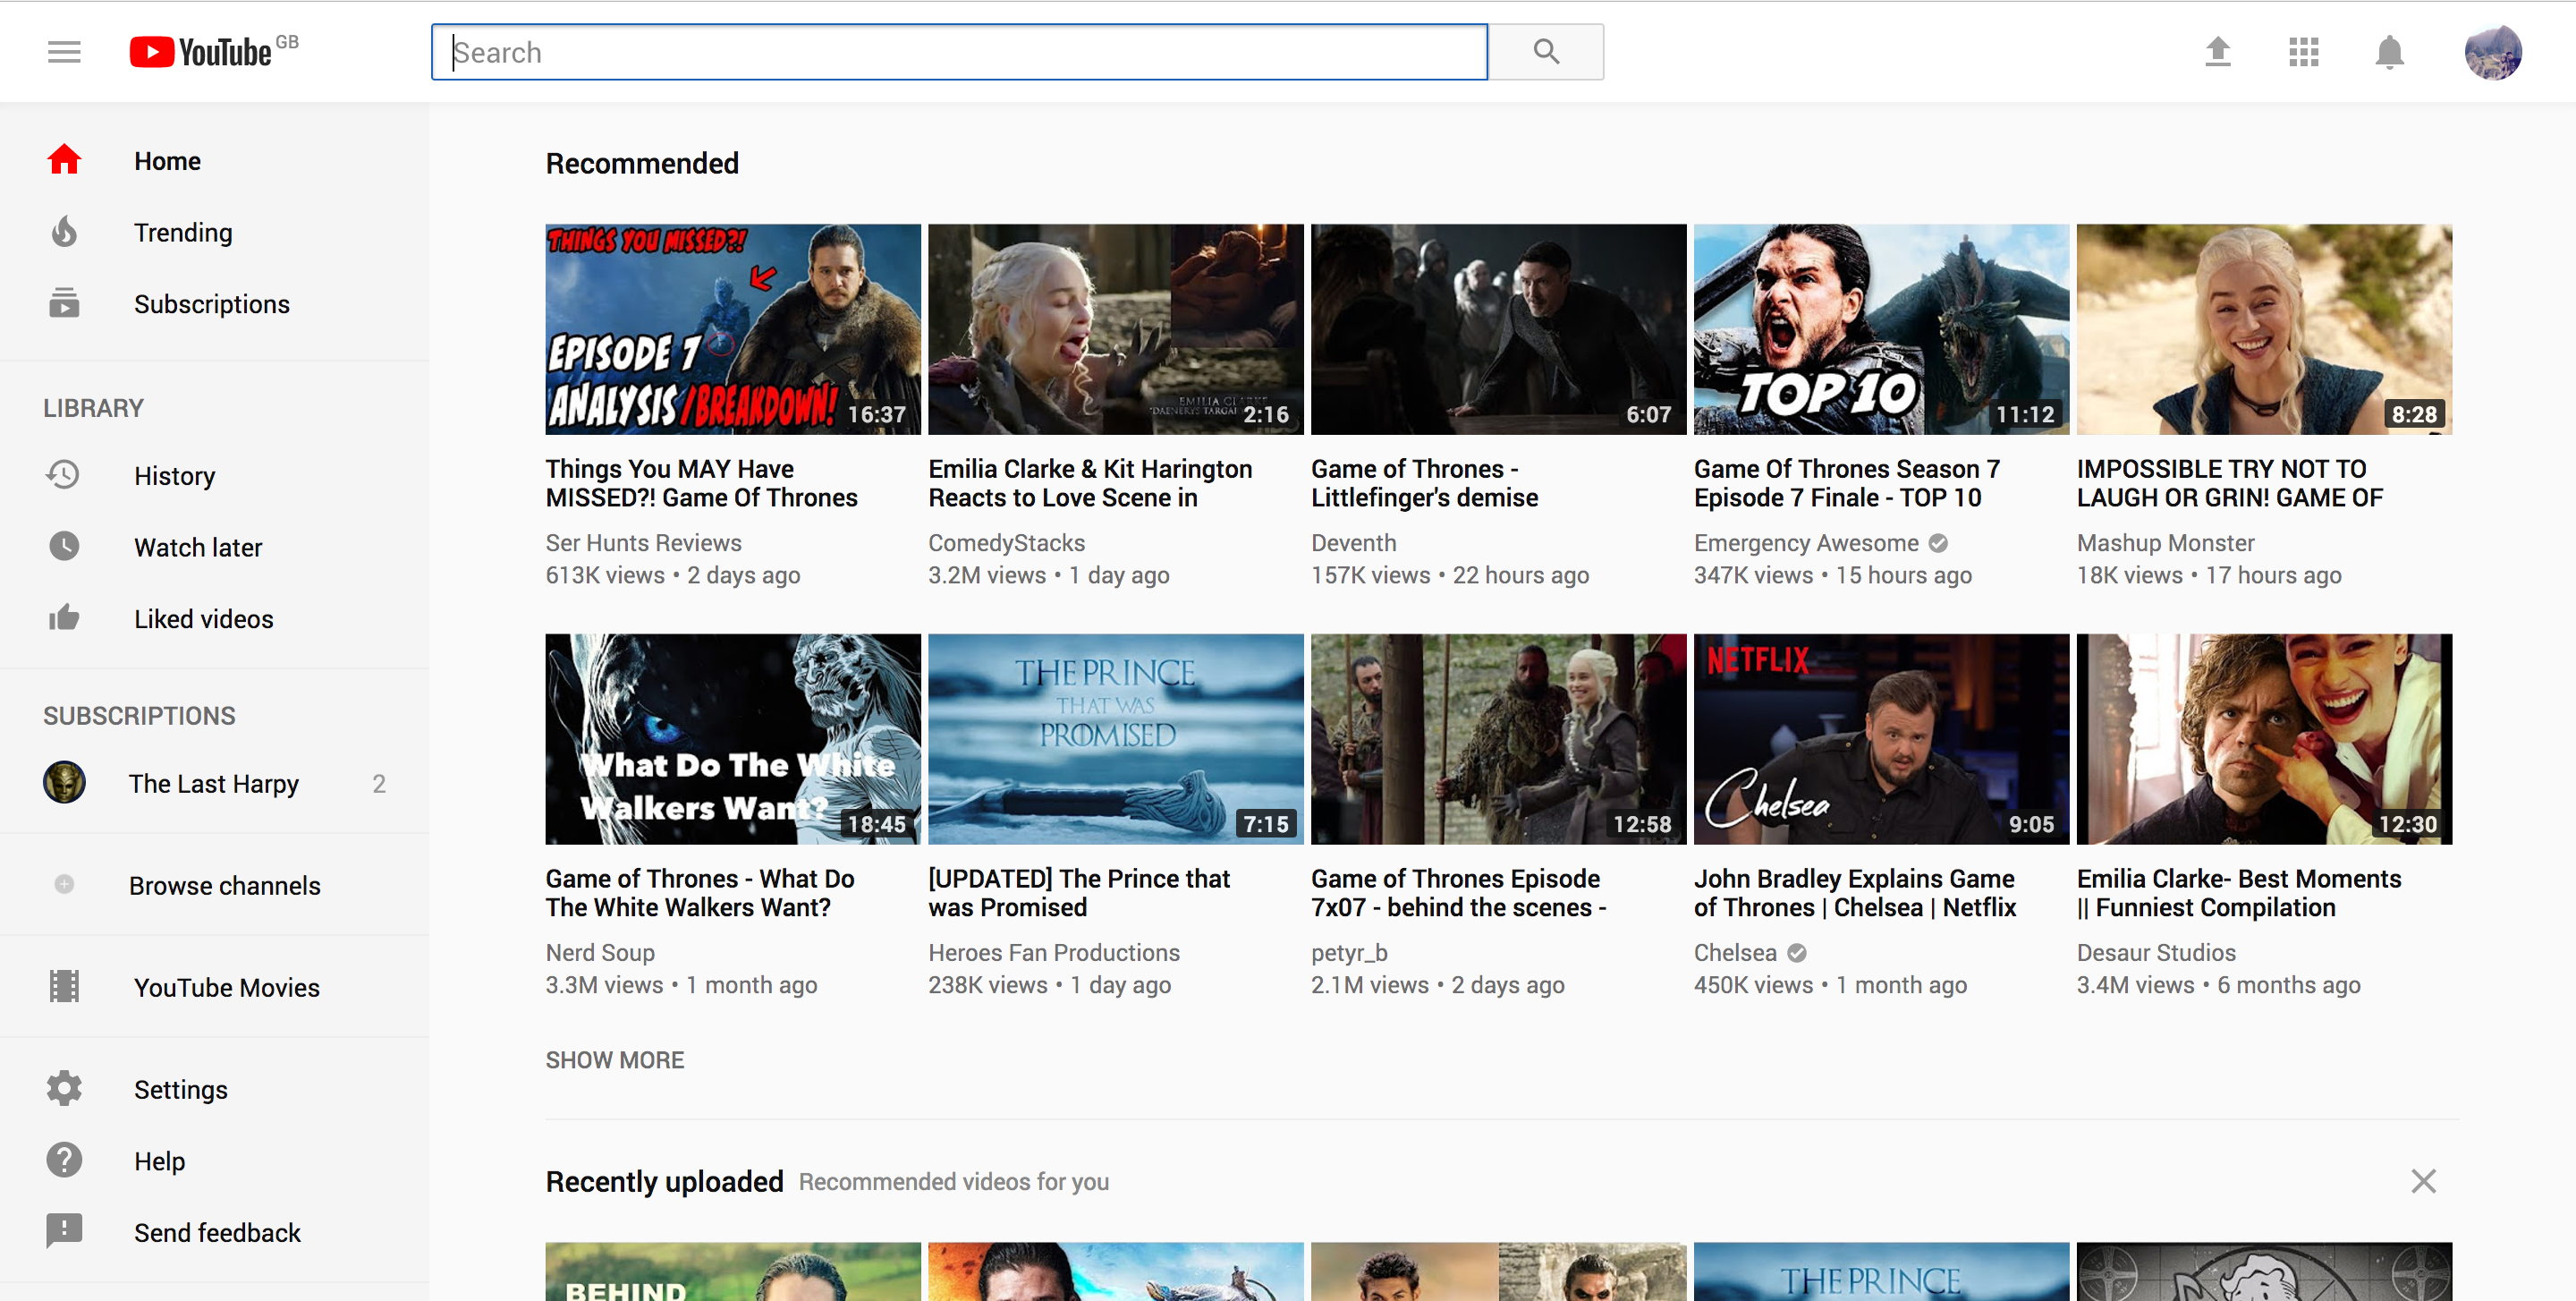 YouTube GB
Search
Home
Trending
Subscriptions
LIBRARY
History
Watch later
Liked videos
SUBSCRIPTIONS
The Last Harpy 2
Browse channels
YouTube Movies
Settings
Help
Send feedback
Recommended
THINGS YOU MISSED?!
EPISODE 7
ANALYSIS/BREAKDOWN!
16:37
Things You MAY Have
MISSED?! Game Of Thrones
Ser Hunts Reviews
613K views • 2 days ago
EMILIA CLARKE
2:16
Emilia Clarke & Kit Harington
Reacts to Love Scene in
ComedyStacks
3.2M views • 1 day ago
6:07
Game of Thrones -
Littlefinger's demise
Deventh
157K views • 22 hours ago
TOP 10
11:12
Game Of Thrones Season 7
Episode 7 Finale - TOP 10
Emergency Awesome
347K views • 15 hours ago
8:28
IMPOSSIBLE TRY NOT TO
LAUGH OR GRIN! GAME OF
Mashup Monster
18K views • 17 hours ago
What Do The White
Walkers Want?
18:45
Game of Thrones - What Do
The White Walkers Want?
Nerd Soup
3.3M views • 1 month ago
THE PRINCE
THAT WAS
PROMISED
7:15
[UPDATED] The Prince that
was Promised
Heroes Fan Productions
238K views • 1 day ago
12:58
Game of Thrones Episode
7x07 - behind the scenes -
petyr_b
2.1M views • 2 days ago
NETFLIX
Chelsea
9:05
John Bradley Explains Game
of Thrones | Chelsea | Netflix
Chelsea
450K views • 1 month ago
12:30
Emilia Clarke- Best Moments
|| Funniest Compilation
Desaur Studios
3.4M views • 6 months ago
SHOW MORE
Recently uploaded Recommended videos for you
BEHIND
THE PRINCE